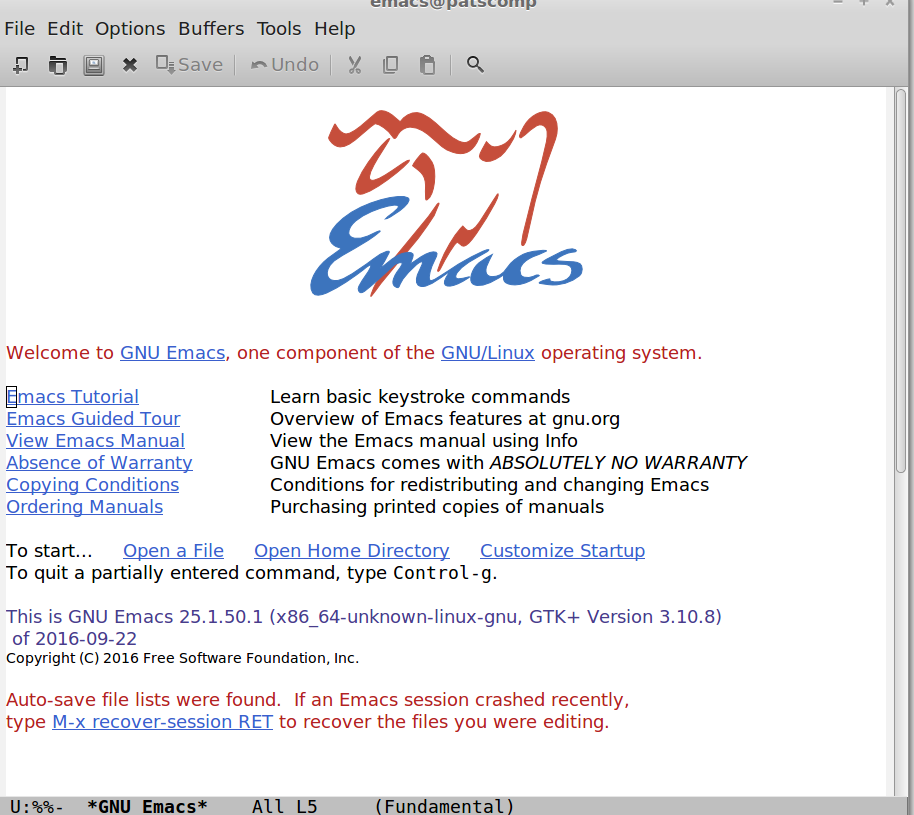 emacs@patscomp
File Edit Options Buffers Tools Help
Save Undo
Emacs
Welcome to GNU Emacs, one component of the GNU/Linux operating system.
Emacs Tutorial Learn basic keystroke commands
Emacs Guided Tour Overview of Emacs features at gnu.org
View Emacs Manual View the Emacs manual using Info
Absence of Warranty GNU Emacs comes with ABSOLUTELY NO WARRANTY
Copying Conditions Conditions for redistributing and changing Emacs
Ordering Manuals Purchasing printed copies of manuals
To start... Open a File Open Home Directory Customize Startup
To quit a partially entered command, type Control-g.
This is GNU Emacs 25.1.50.1 (x86_64-unknown-linux-gnu, GTK+ Version 3.10.8)
of 2016-09-22
Copyright (C) 2016 Free Software Foundation, Inc.
Auto-save file lists were found.  If an Emacs session crashed recently,
type M-x recover-session RET to recover the files you were editing.
U:%%-  *GNU Emacs*    All L5     (Fundamental)